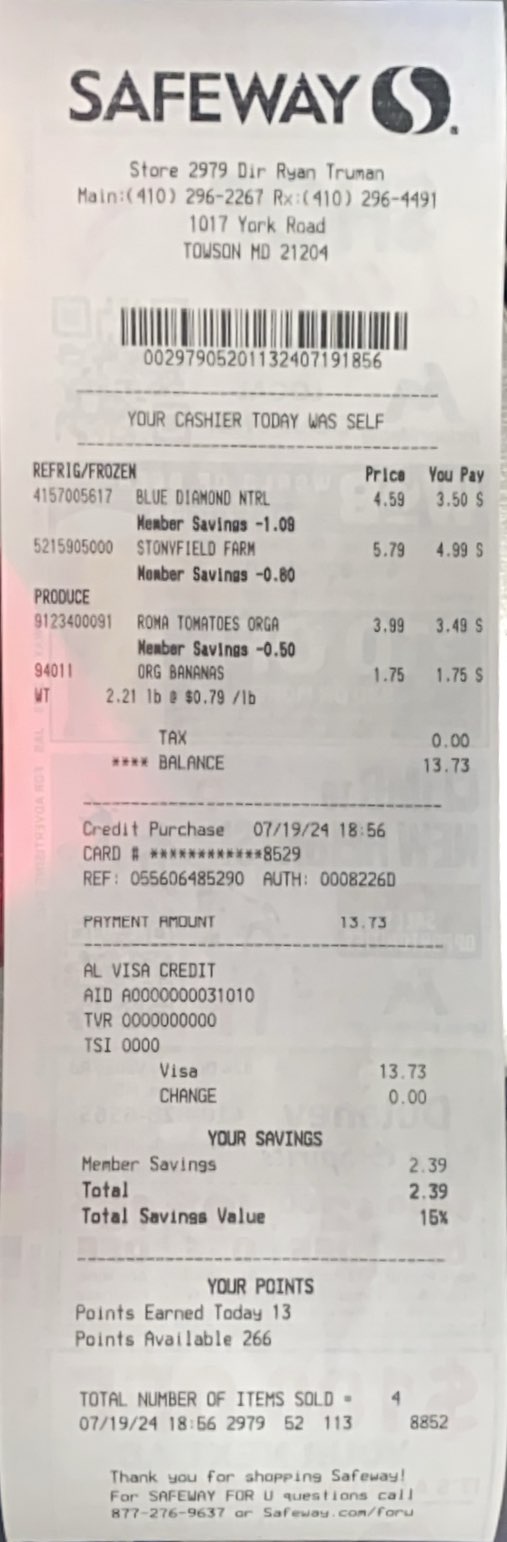 SAFEWAY
Store 2979 Dir Ryan Truman
Main:(410) 296-2267 Rx:(410) 296-4491
1017 York Road
TOWSON MD 21204
002979052011324071918​56
YOUR CASHIER TODAY WAS SELF
REFRIG/FROZEN Price You Pay
4157005617 BLUE DIAMOND NTRL 4.59 3.50 S
Member Savings -1.09
5215905000 STONYFIELD FARM 5.79 4.99 S
Member Savings -0.80
PRODUCE
9123400091 ROMA TOMATOES ORGA 3.99 3.49 S
Member Savings -0.50
94011 ORG BANANAS 1.75 1.75 S
WT 2.21 lb @ $0.79 /lb
TAX 0.00
**** BALANCE 13.73
Credit Purchase 07/19/24 18:56
CARD # ************8529
REF: 055606485290 AUTH: 0008226D
PAYMENT AMOUNT 13.73
AL VISA CREDIT
AID A0000000031010
TVR 0000000000
TSI 0000
Visa 13.73
CHANGE 0.00
YOUR SAVINGS
Member Savings 2.39
Total 2.39
Total Savings Value 15%
YOUR POINTS
Points Earned Today 13
Points Available 266
TOTAL NUMBER OF ITEMS SOLD = 4
07/19/24 18:56 2979 52 113 8852
Thank you for shopping Safeway!
For SAFEWAY FOR U questions call
877-276-9637 or Safeway.com/foru